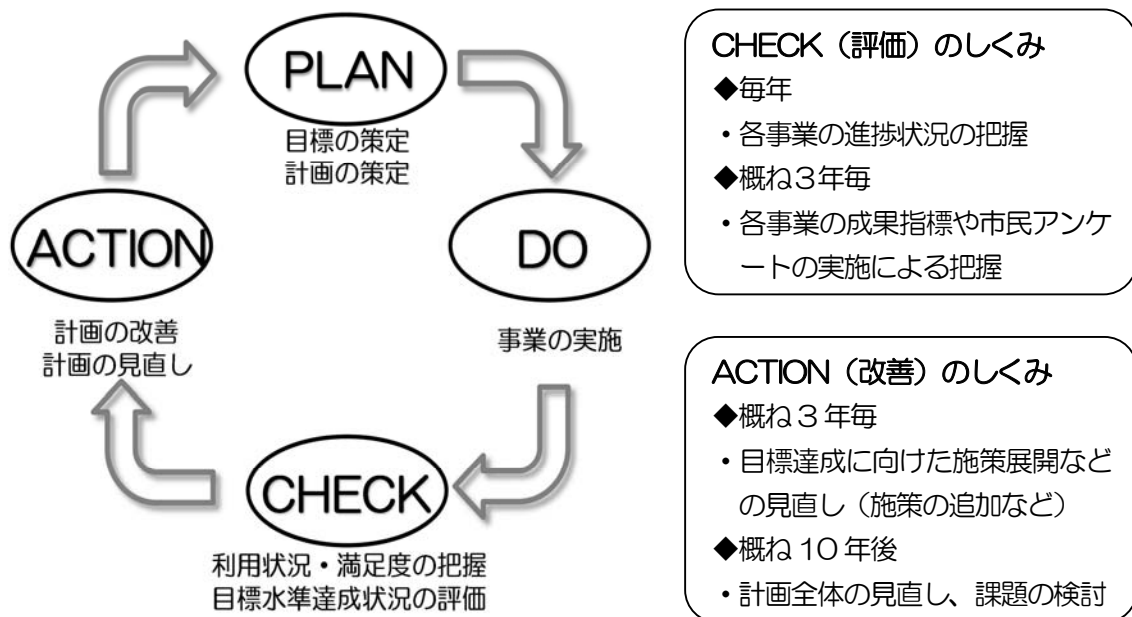 PLAN
目標の策定
計画の策定
DO
事業の実施
CHECK
利用状況・満足度の把握
目標水準達成状況の評価
ACTION
計画の改善
計画の見直し
CHECK（評価）のしくみ
◆毎年
・各事業の進捗状況の把握
◆概ね３年毎
・各事業の成果指標や市民アンケ
ートの実施による把握
ACTION（改善）のしくみ
◆概ね３年毎
・目標達成に向けた施策展開など
の見直し（施策の追加など）
◆概ね 10 年後
・計画全体の見直し、課題の検討